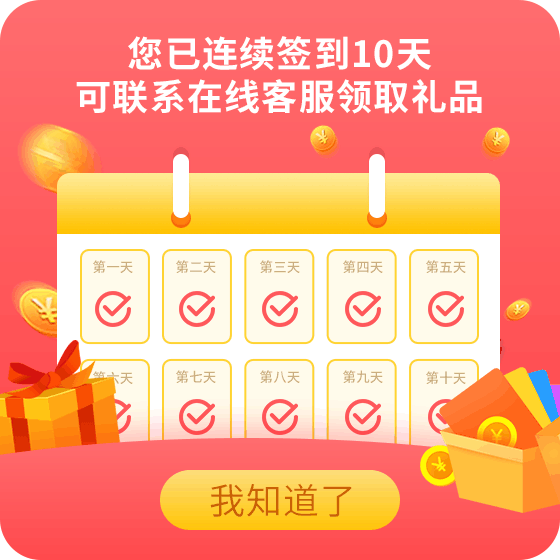 您已连续签到10天
可联系在线客服领取礼品
第一天 第二天 第三天 第四天 第五天
第六天 第七天 第八天 第九天 第十天
我知道了